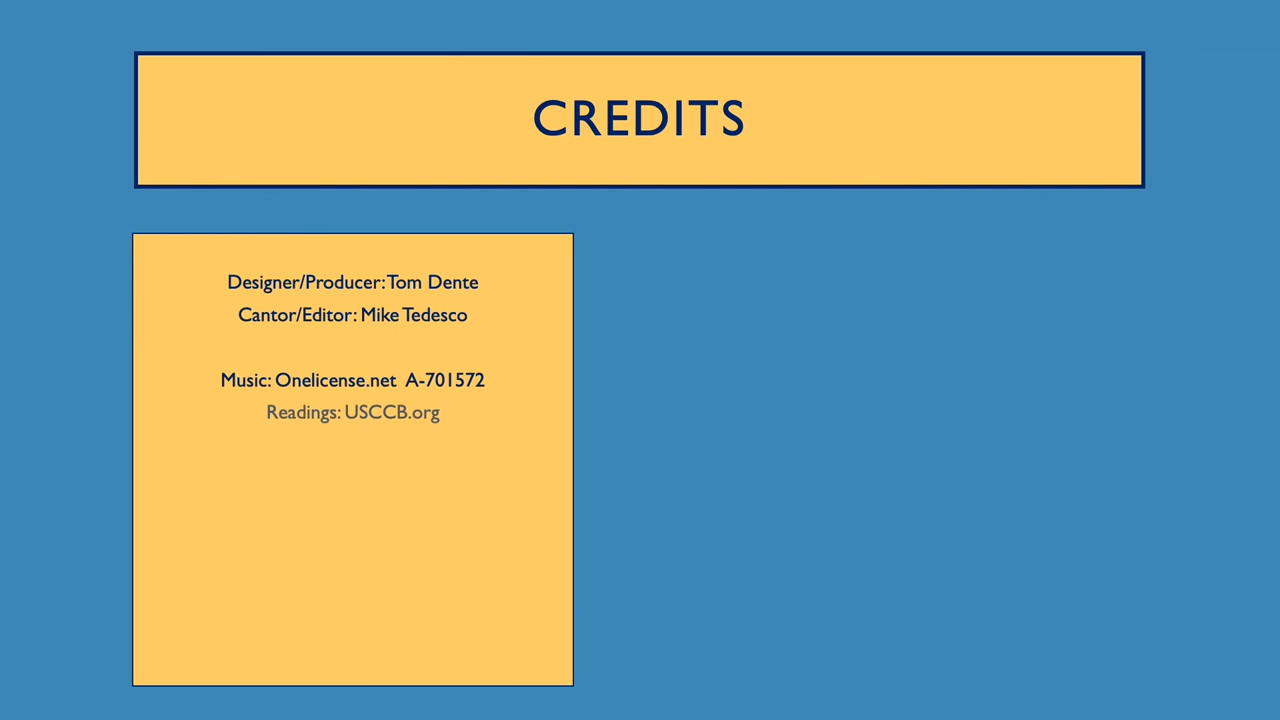 CREDITS
Designer/Producer: Tom Dente
Cantor/Editor: Mike Tedesco
Music: Onelicense.net A-701572
Readings: USCCB.org